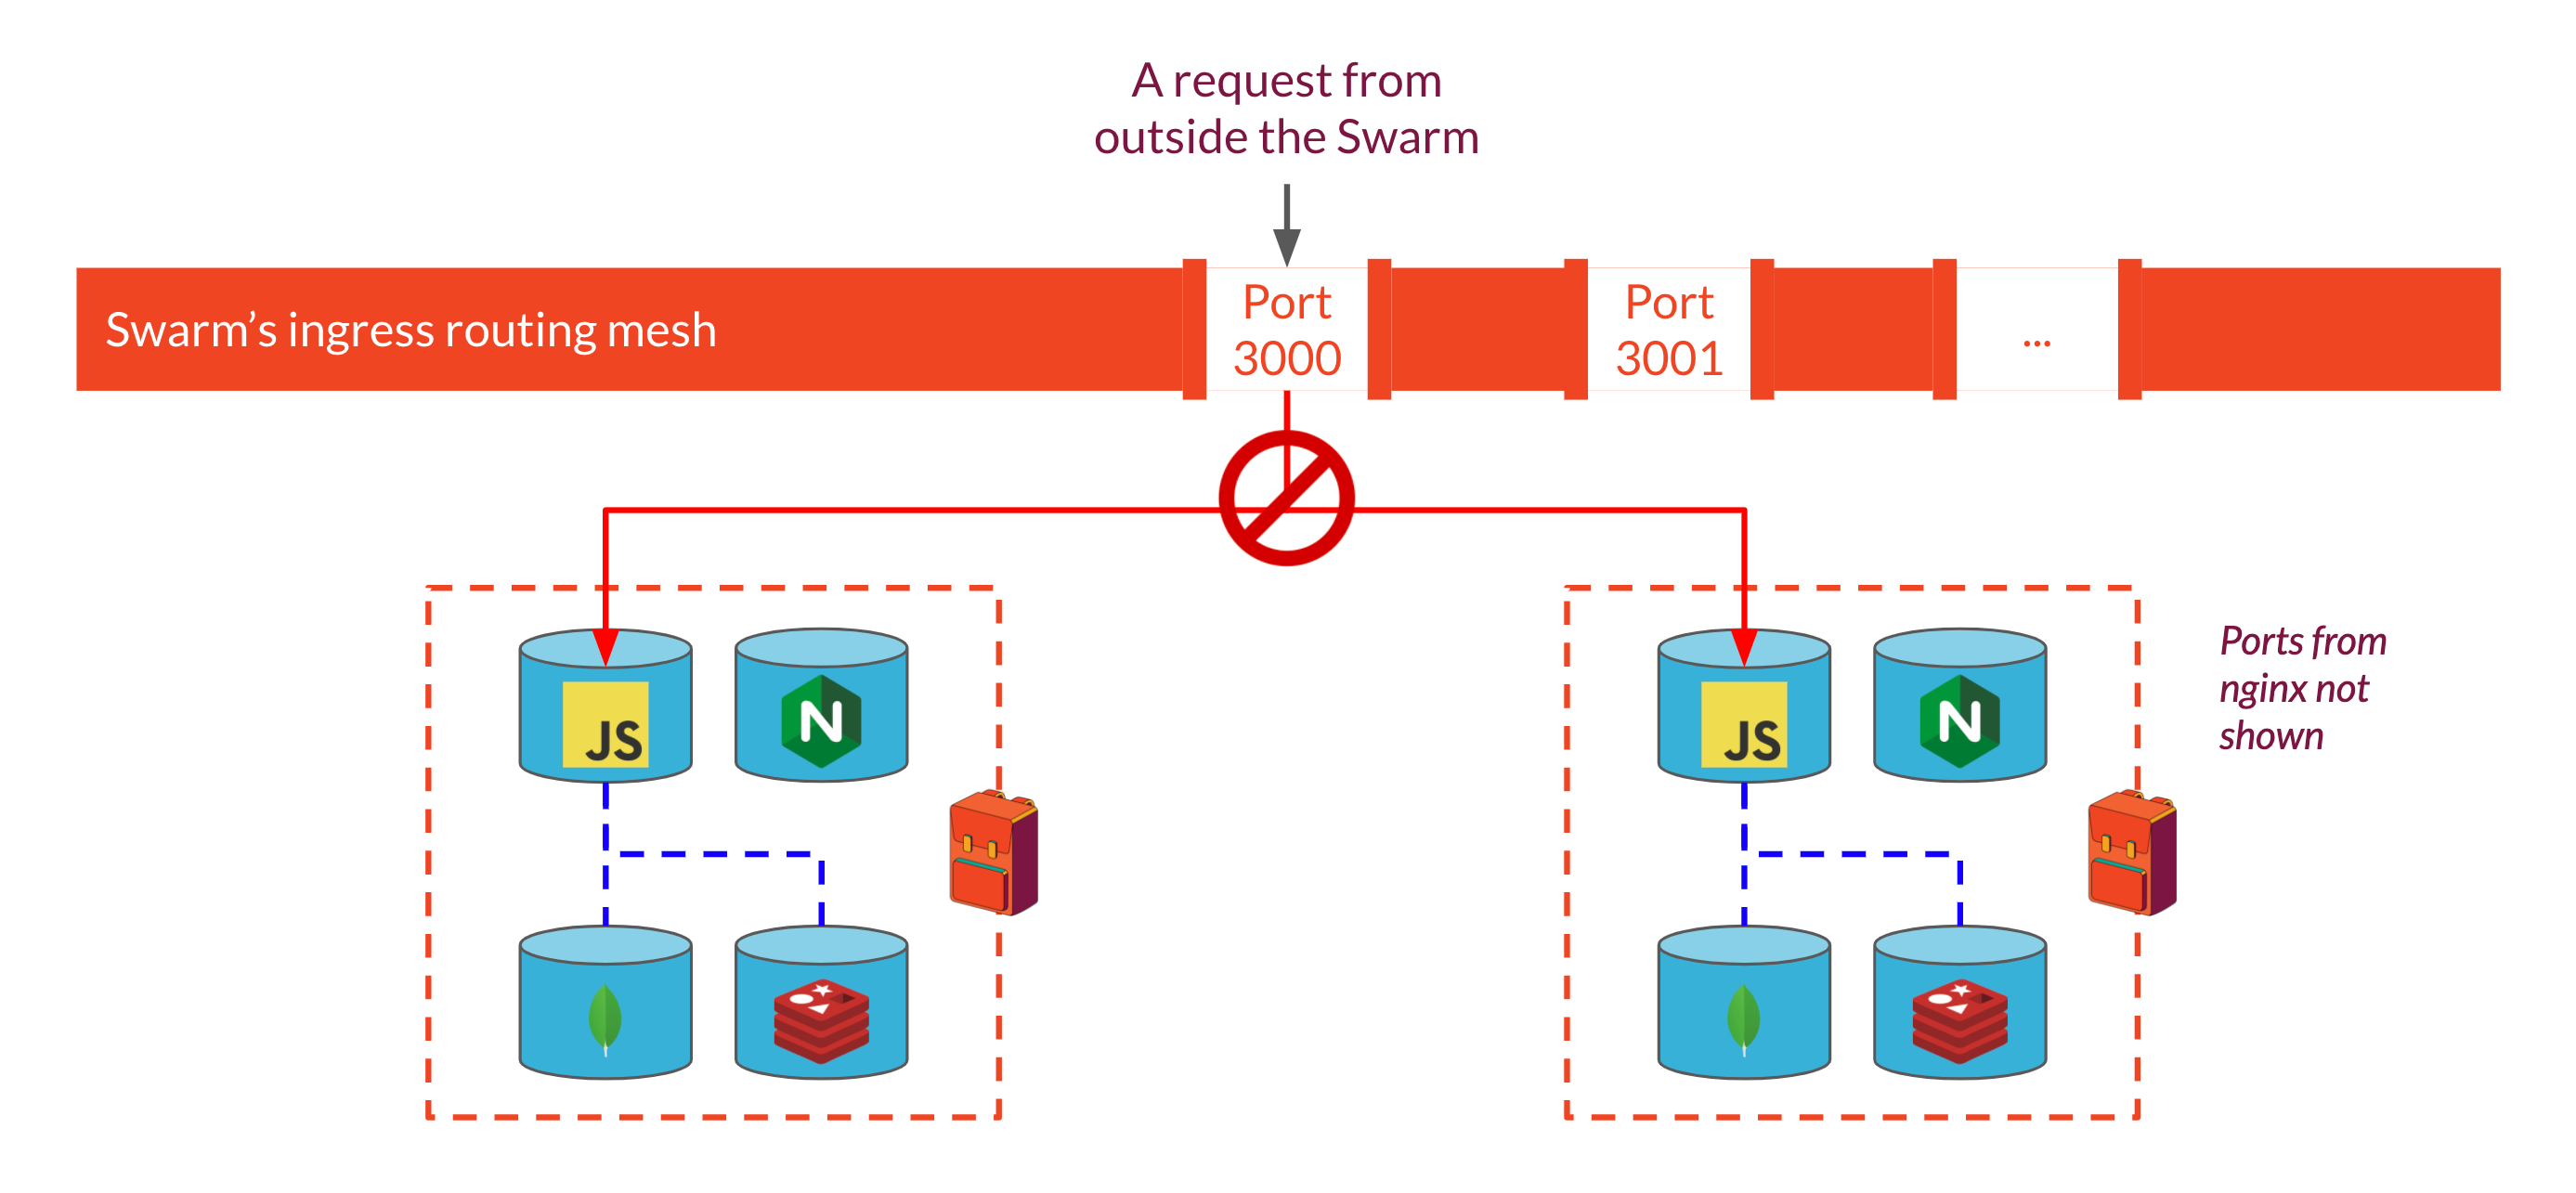 A request from
outside the Swarm
Swarm’s ingress routing mesh
Port
3000
Port
3001
...
JS
N
JS
N
Ports from
nginx not
shown